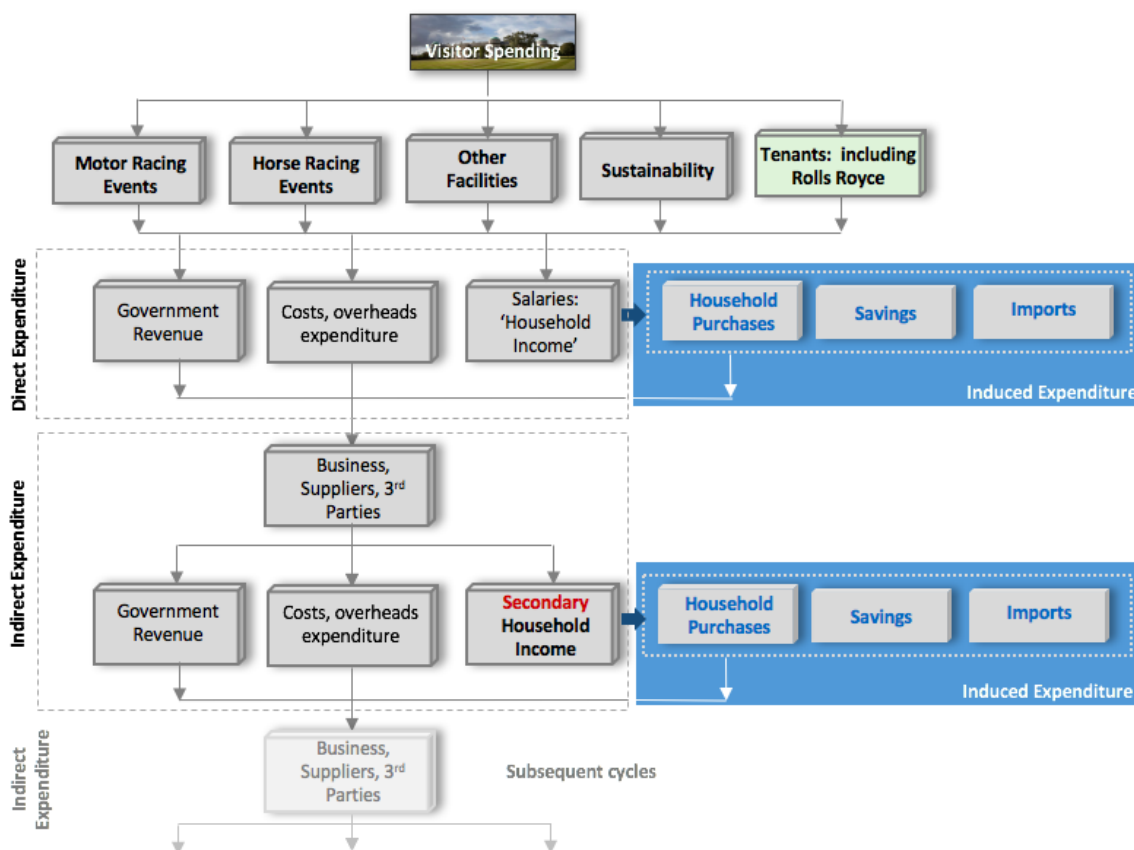 Visitor Spending
Motor Racing
Events
Horse Racing
Events
Other
Facilities
Sustainability
Tenants: including
Rolls Royce
Direct Expenditure
Government
Revenue
Costs, overheads
expenditure
Salaries:
‘Household
Income’
Household
Purchases
Savings
Imports
Induced Expenditure
Indirect Expenditure
Business,
Suppliers, 3rd
Parties
Government
Revenue
Costs, overheads
expenditure
Secondary
Household
Income
Household
Purchases
Savings
Imports
Induced Expenditure
Indirect
Expenditure
Business,
Suppliers, 3rd
Parties
Subsequent cycles